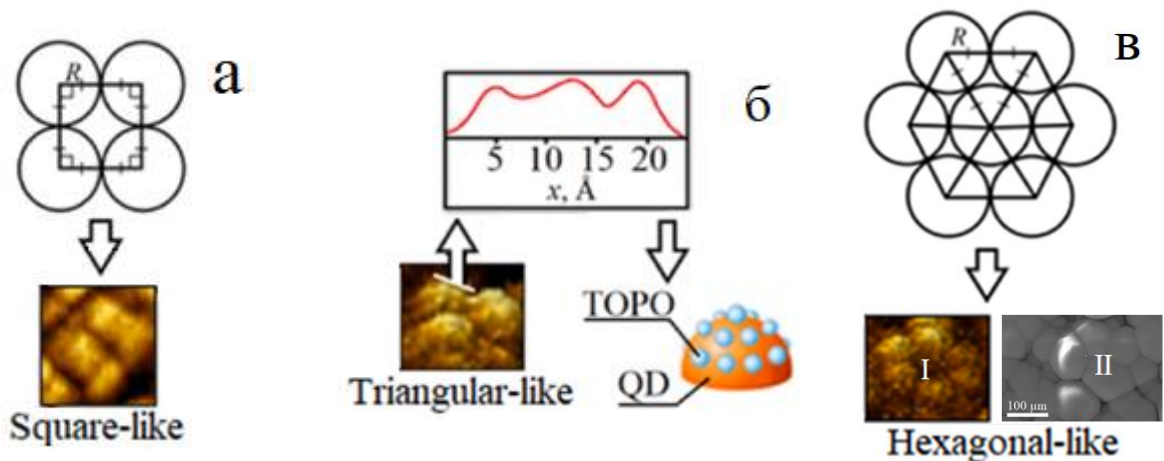 R
а
Square-like
б
5 10 15 20
x, Å
TOPO
QD
Triangular-like
в
R
I
II
100 µm
Hexagonal-like